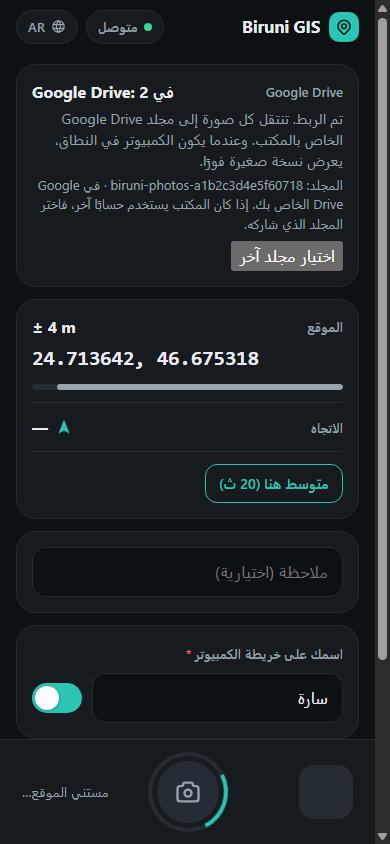 Biruni GIS
متوصل
AR
Google Drive
Google Drive: 2 في
تم الربط. تنتقل كل صورة إلى مجلد Google Drive
الخاص بالمكتب. وعندما يكون الكمبيوتر في النطاق،
يعرض نسخة صغيرة فورًا.
المجلد: biruni-photos-a1b2c3d4e5f60718 · في Google
Drive الخاص بك. إذا كان المكتب يستخدم حسابًا آخر، فاختر
المجلد الذي شاركه.
اختيار مجلد آخر
الموقع
± 4 m
24.713642, 46.675318
الاتجاه
—
متوسط هنا (20 ث)
ملاحظة (اختيارية)
اسمك على خريطة الكمبيوتر *
سارة
مستني الموقع...